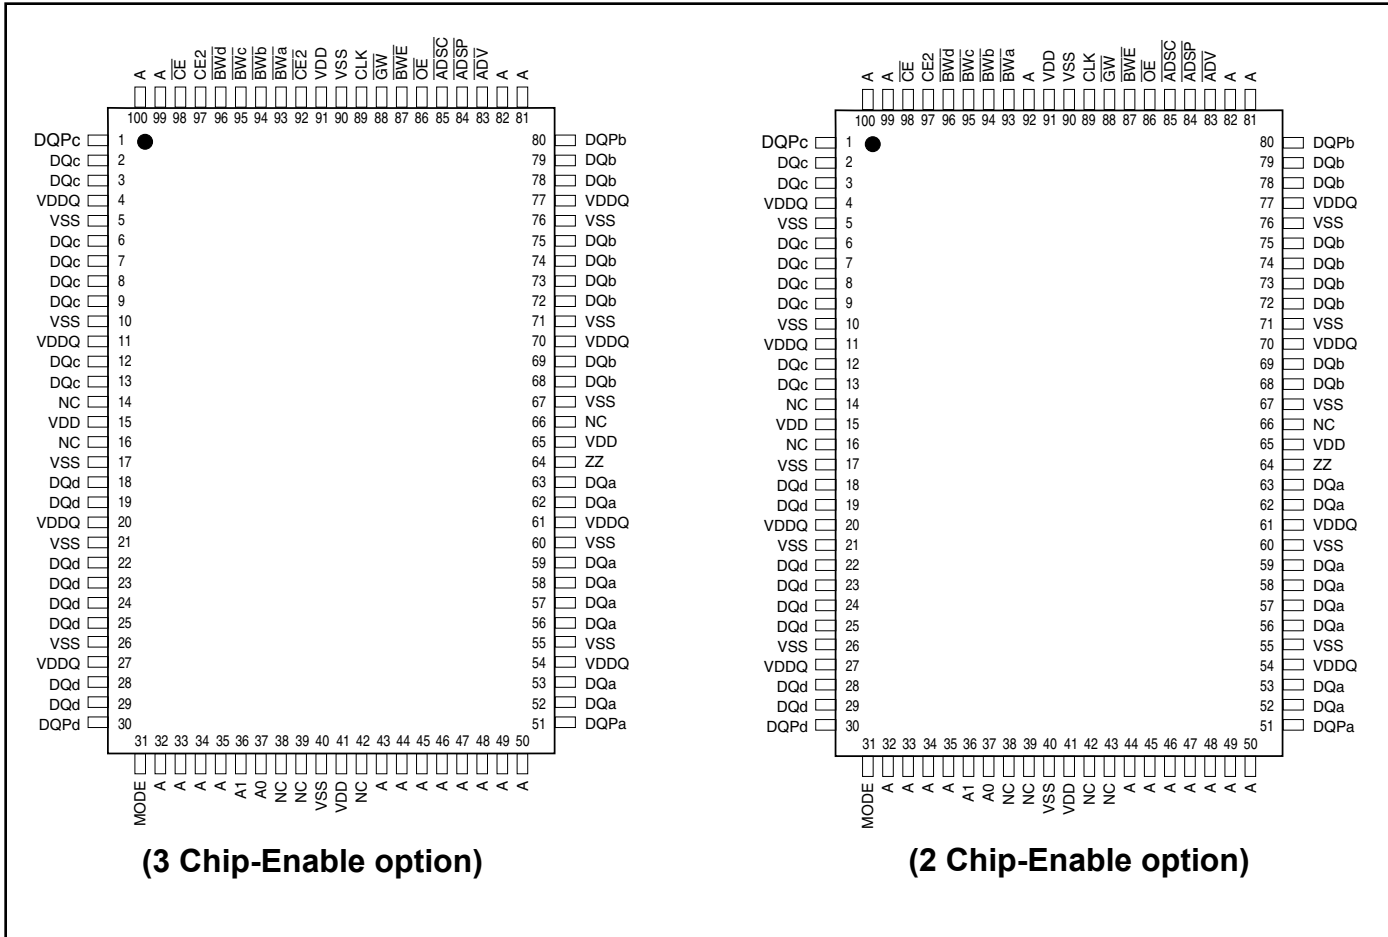 A A CE CE2 BWd BWc BWb BWa CE2 VDD VSS CLK GW BWE OE ADSC ADSP ADV A A
100 99 98 97 96 95 94 93 92 91 90 89 88 87 86 85 84 83 82 81
DQPc 1 80 DQPb
DQc 2 79 DQb
DQc 3 78 DQb
VDDQ 4 77 VDDQ
VSS 5 76 VSS
DQc 6 75 DQb
DQc 7 74 DQb
DQc 8 73 DQb
DQc 9 72 DQb
VSS 10 71 VSS
VDDQ 11 70 VDDQ
DQc 12 69 DQb
DQc 13 68 DQb
NC 14 67 VSS
VDD 15 66 NC
NC 16 65 VDD
VSS 17 64 ZZ
DQd 18 63 DQa
DQd 19 62 DQa
VDDQ 20 61 VDDQ
VSS 21 60 VSS
DQd 22 59 DQa
DQd 23 58 DQa
DQd 24 57 DQa
DQd 25 56 DQa
VSS 26 55 VSS
VDDQ 27 54 VDDQ
DQd 28 53 DQa
DQd 29 52 DQa
DQPd 30 51 DQPa
31 32 33 34 35 36 37 38 39 40 41 42 43 44 45 46 47 48 49 50
MODE A A A A A1 A0 NC NC VSS VDD NC A A A A A A A A
(3 Chip-Enable option)
A A CE CE2 BWd BWc BWb BWa A VDD VSS CLK GW BWE OE ADSC ADSP ADV A A
100 99 98 97 96 95 94 93 92 91 90 89 88 87 86 85 84 83 82 81
DQPc 1 80 DQPb
DQc 2 79 DQb
DQc 3 78 DQb
VDDQ 4 77 VDDQ
VSS 5 76 VSS
DQc 6 75 DQb
DQc 7 74 DQb
DQc 8 73 DQb
DQc 9 72 DQb
VSS 10 71 VSS
VDDQ 11 70 VDDQ
DQc 12 69 DQb
DQc 13 68 DQb
NC 14 67 VSS
VDD 15 66 NC
NC 16 65 VDD
VSS 17 64 ZZ
DQd 18 63 DQa
DQd 19 62 DQa
VDDQ 20 61 VDDQ
VSS 21 60 VSS
DQd 22 59 DQa
DQd 23 58 DQa
DQd 24 57 DQa
DQd 25 56 DQa
VSS 26 55 VSS
VDDQ 27 54 VDDQ
DQd 28 53 DQa
DQd 29 52 DQa
DQPd 30 51 DQPa
31 32 33 34 35 36 37 38 39 40 41 42 43 44 45 46 47 48 49 50
MODE A A A A A1 A0 NC NC VSS VDD NC NC A A A A A A A
(2 Chip-Enable option)